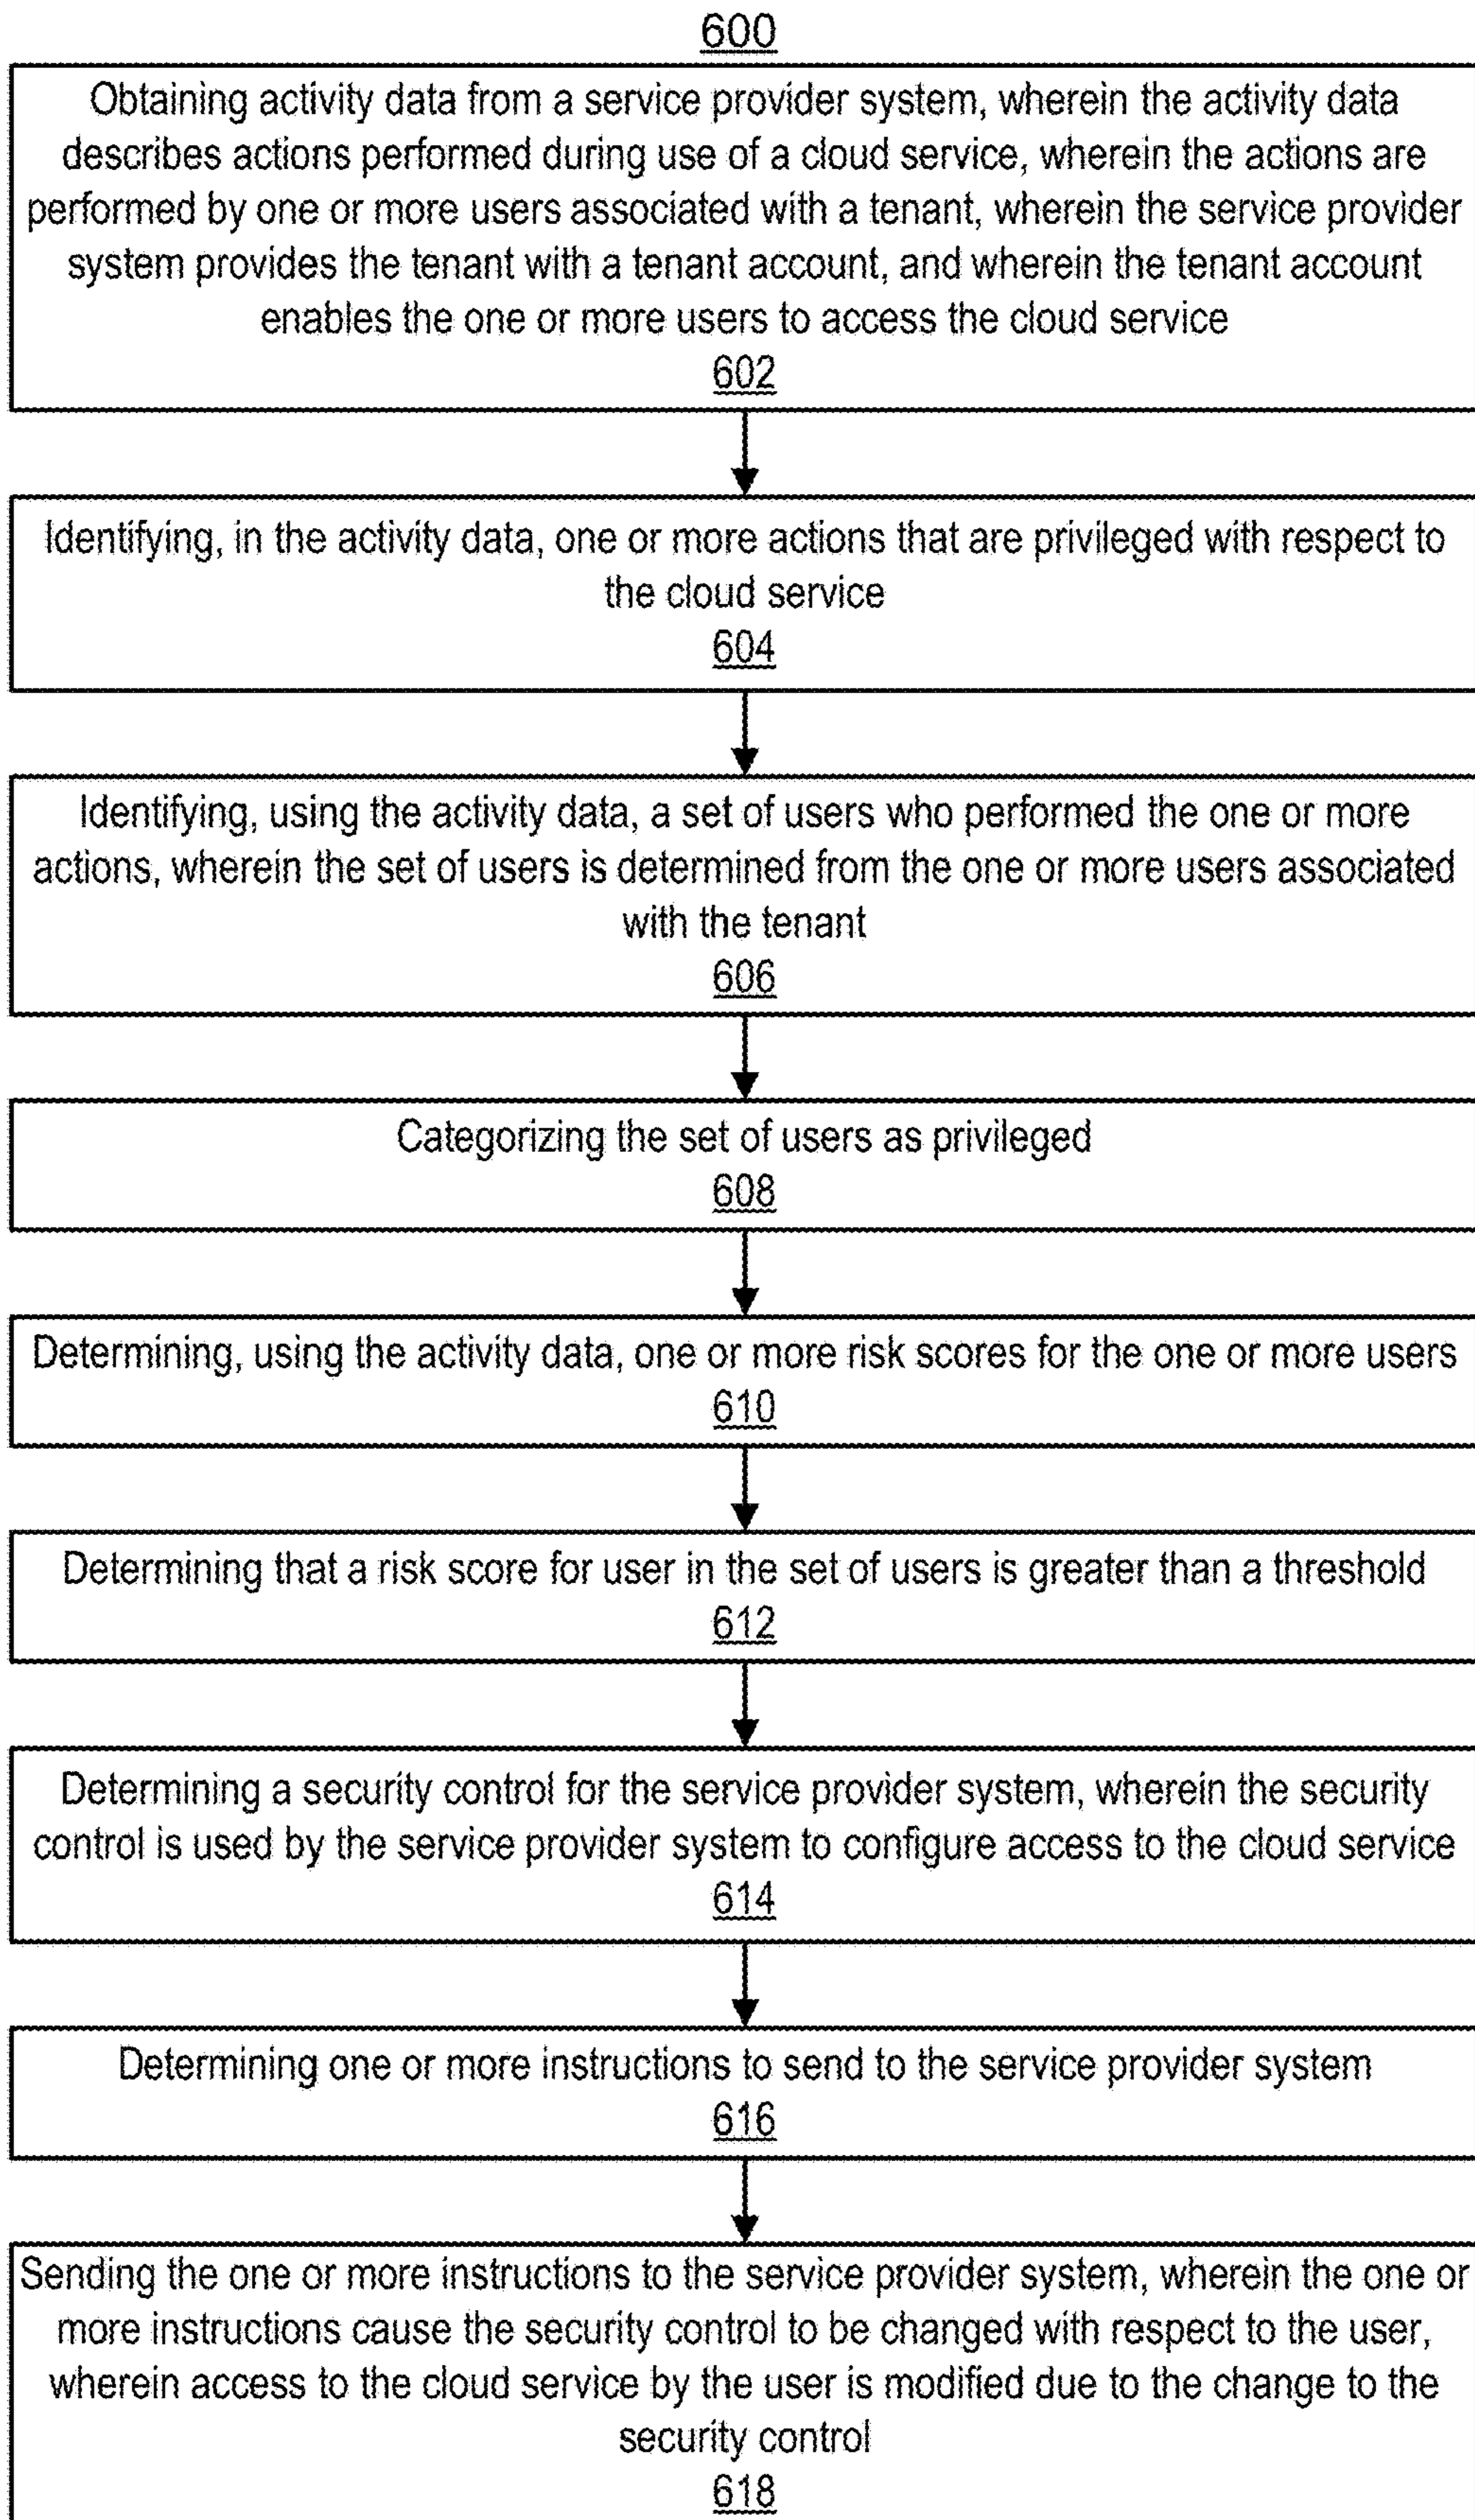 600
Obtaining activity data from a service provider system, wherein the activity data
describes actions performed during use of a cloud service, wherein the actions are
performed by one or more users associated with a tenant, wherein the service provider
system provides the tenant with a tenant account, and wherein the tenant account
enables the one or more users to access the cloud service
602
Identifying, in the activity data, one or more actions that are privileged with respect to
the cloud service
604
Identifying, using the activity data, a set of users who performed the one or more
actions, wherein the set of users is determined from the one or more users associated
with the tenant
606
Categorizing the set of users as privileged
608
Determining, using the activity data, one or more risk scores for the one or more users
610
Determining that a risk score for user in the set of users is greater than a threshold
612
Determining a security control for the service provider system, wherein the security
control is used by the service provider system to configure access to the cloud service
614
Determining one or more instructions to send to the service provider system
616
Sending the one or more instructions to the service provider system, wherein the one or
more instructions cause the security control to be changed with respect to the user,
wherein access to the cloud service by the user is modified due to the change to the
security control
618